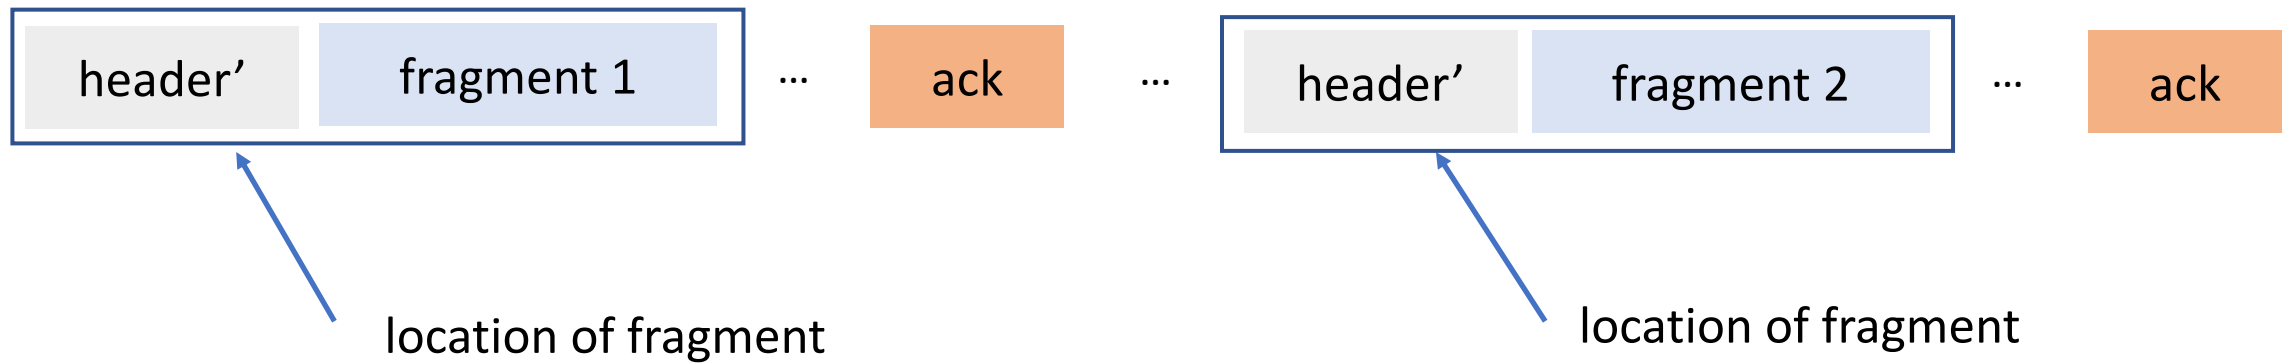 header’ fragment 1 ... ack ... header’ fragment 2 ... ack
location of fragment location of fragment